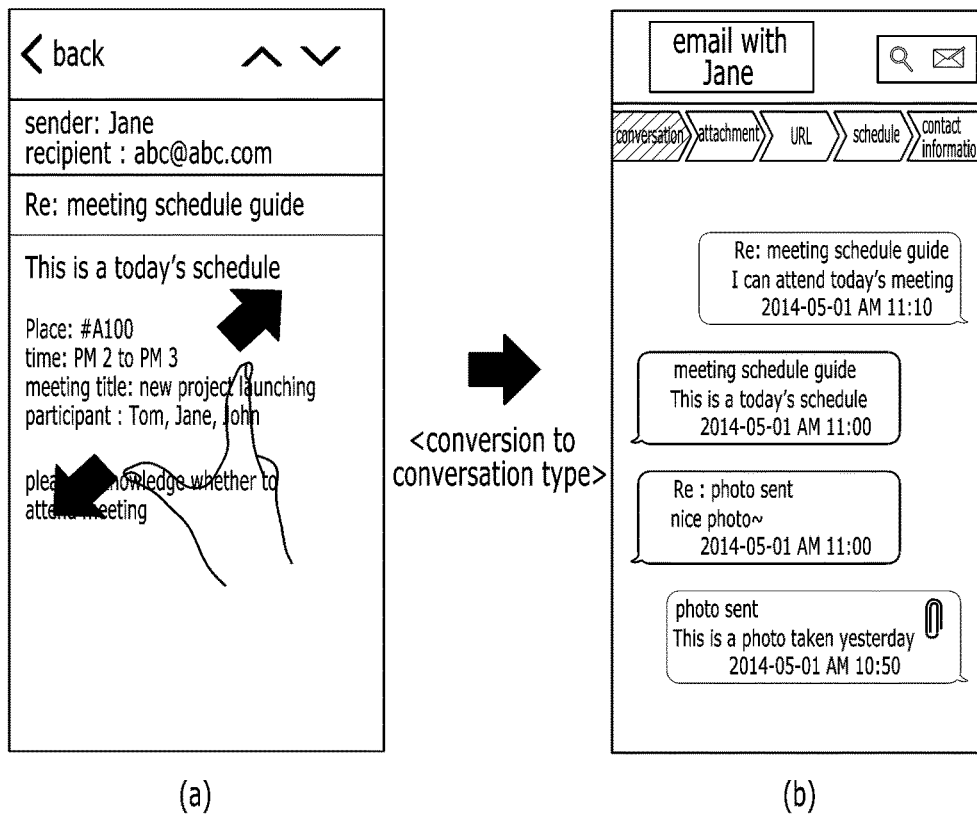 back
sender: Jane
recipient : abc@abc.com
Re: meeting schedule guide
This is a today's schedule
Place: #A100
time: PM 2 to PM 3
meeting title: new project launching
participant : Tom, Jane, John
whether to
meeting
(a)
<conversion to
conversation type>
email with
Jane
conversation
attachment
URL
schedule
contact
informatio
Re: meeting schedule guide
I can attend today's meeting
2014-05-01 AM 11:10
meeting schedule guide
This is a today's schedule
2014-05-01 AM 11:00
Re : photo sent
nice photo~
2014-05-01 AM 11:00
photo sent
This is a photo taken yesterday
2014-05-01 AM 10:50
(b)